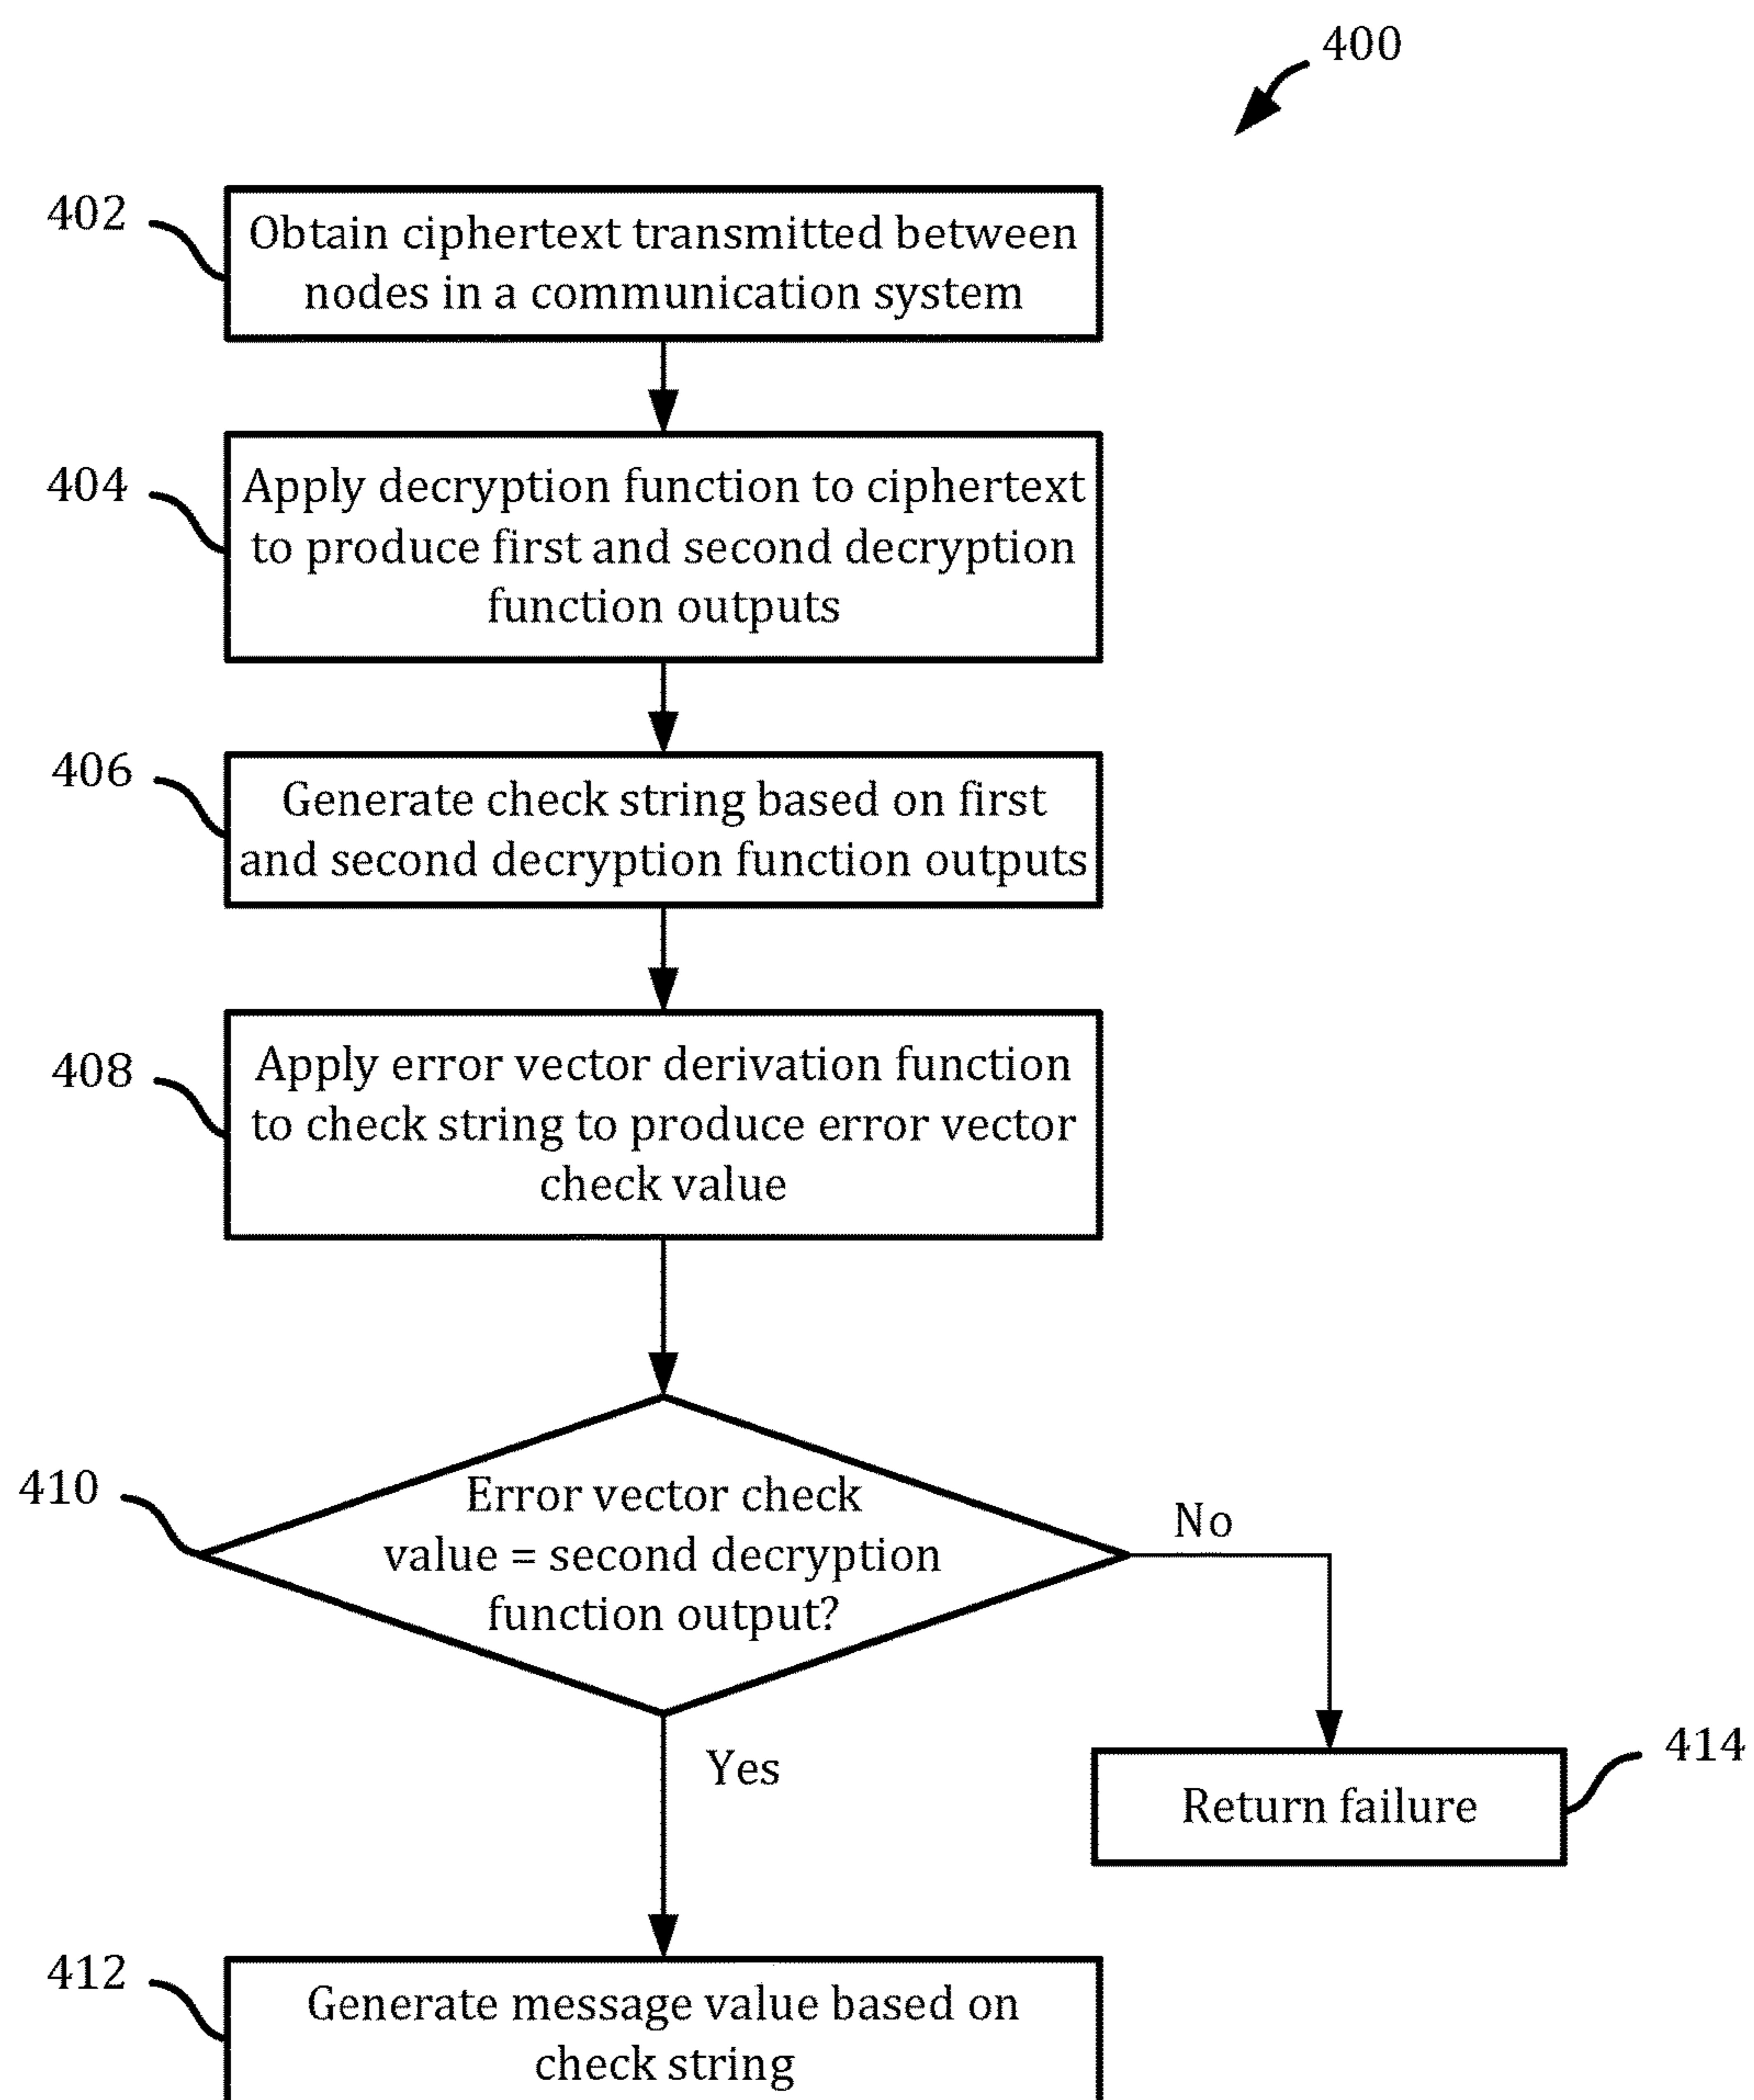 400
402
Obtain ciphertext transmitted between
nodes in a communication system
404
Apply decryption function to ciphertext
to produce first and second decryption
function outputs
406
Generate check string based on first
and second decryption function outputs
408
Apply error vector derivation function
to check string to produce error vector
check value
410
Error vector check
value = second decryption
function output?
No
Yes
414
Return failure
412
Generate message value based on
check string